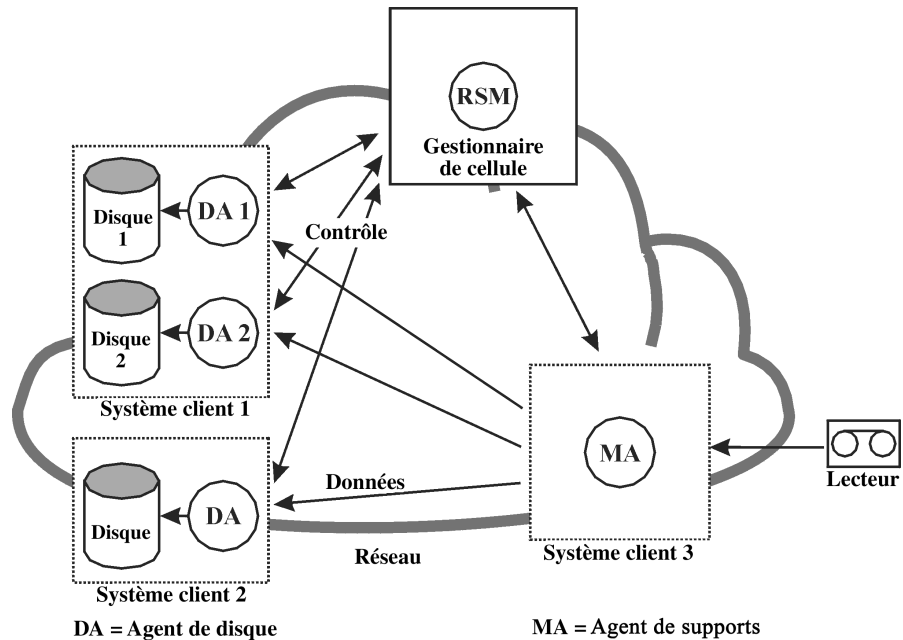 RSM
Gestionnaire
de cellule
Disque
1
DA 1
Contrôle
Disque
2
DA 2
Système client 1
MA
Lecteur
Données
Disque
DA
Réseau
Système client 3
Système client 2
DA = Agent de disque
MA = Agent de supports